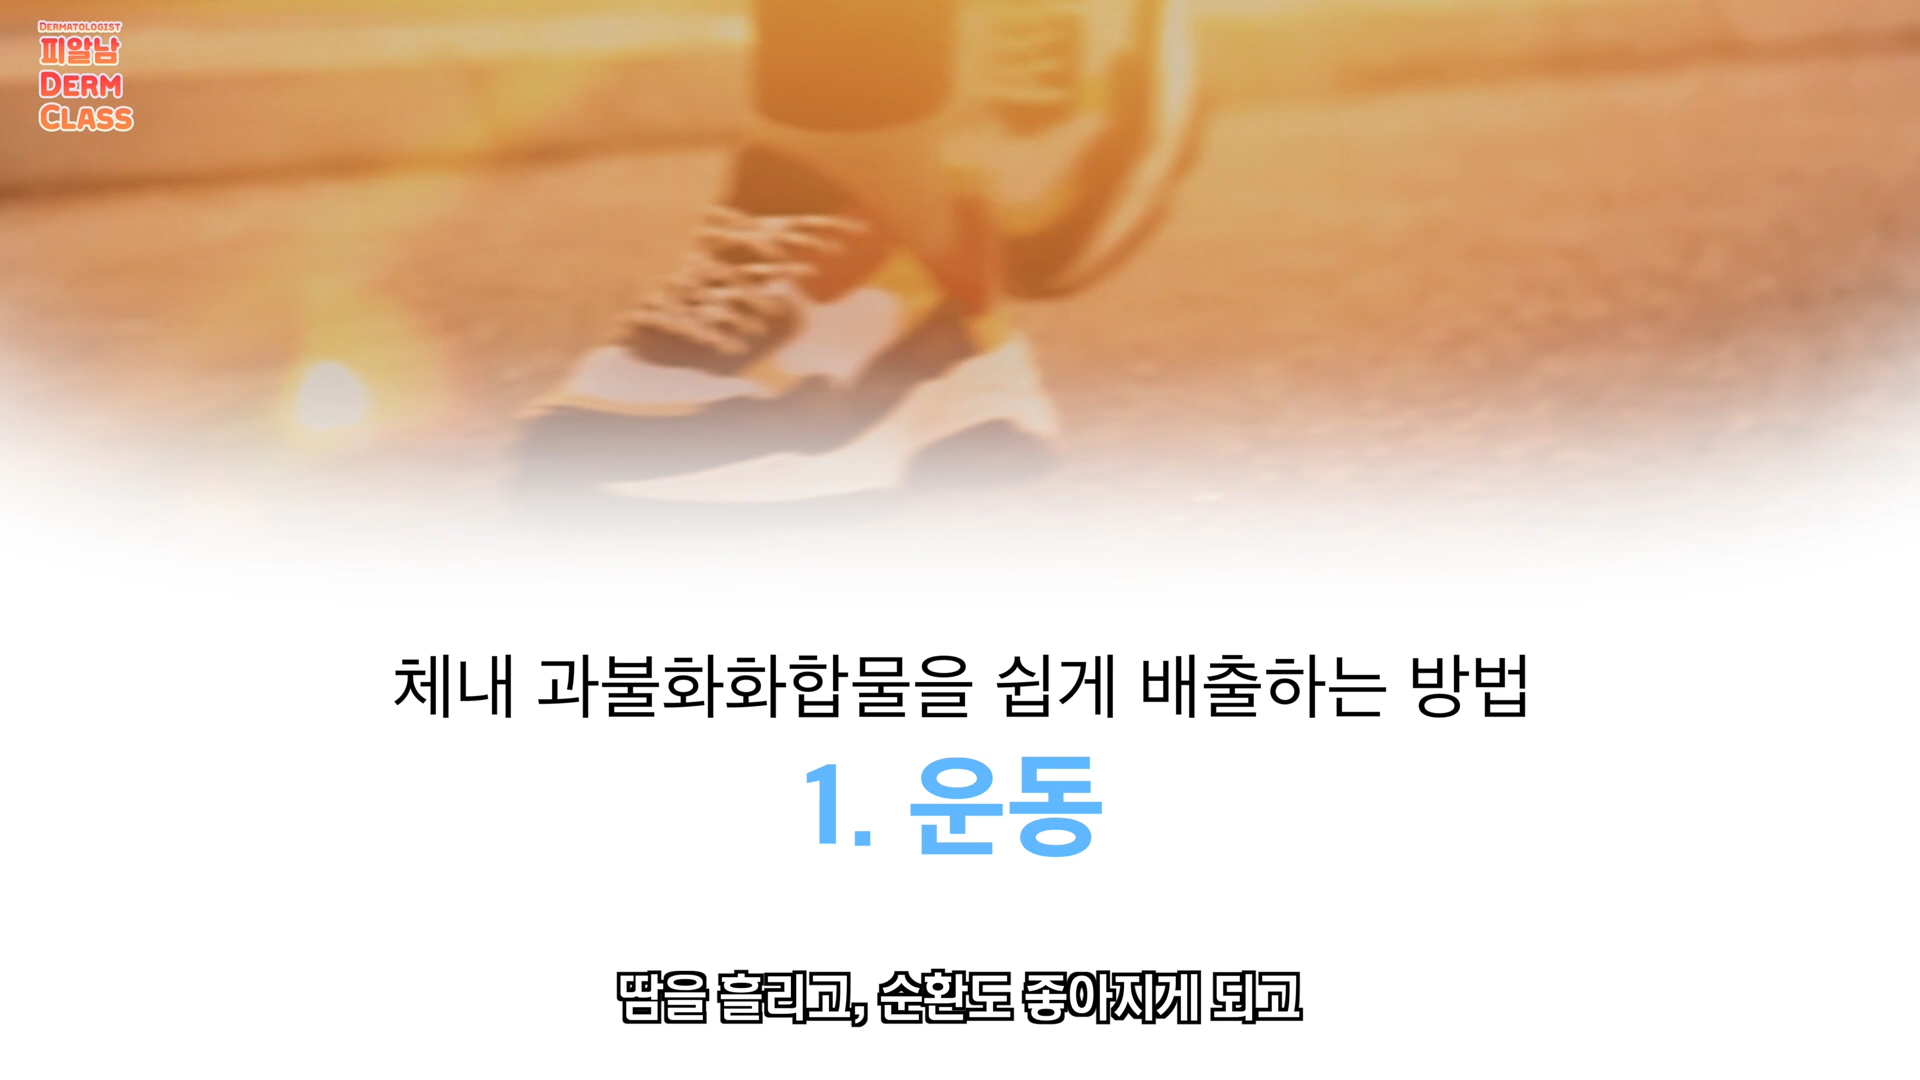 DERMATOLOGIST
피알남
DERM
CLASS
체내 과불화화합물을 쉽게 배출하는 방법
1. 운동
땀을 흘리고, 순환도 좋아지게 되고